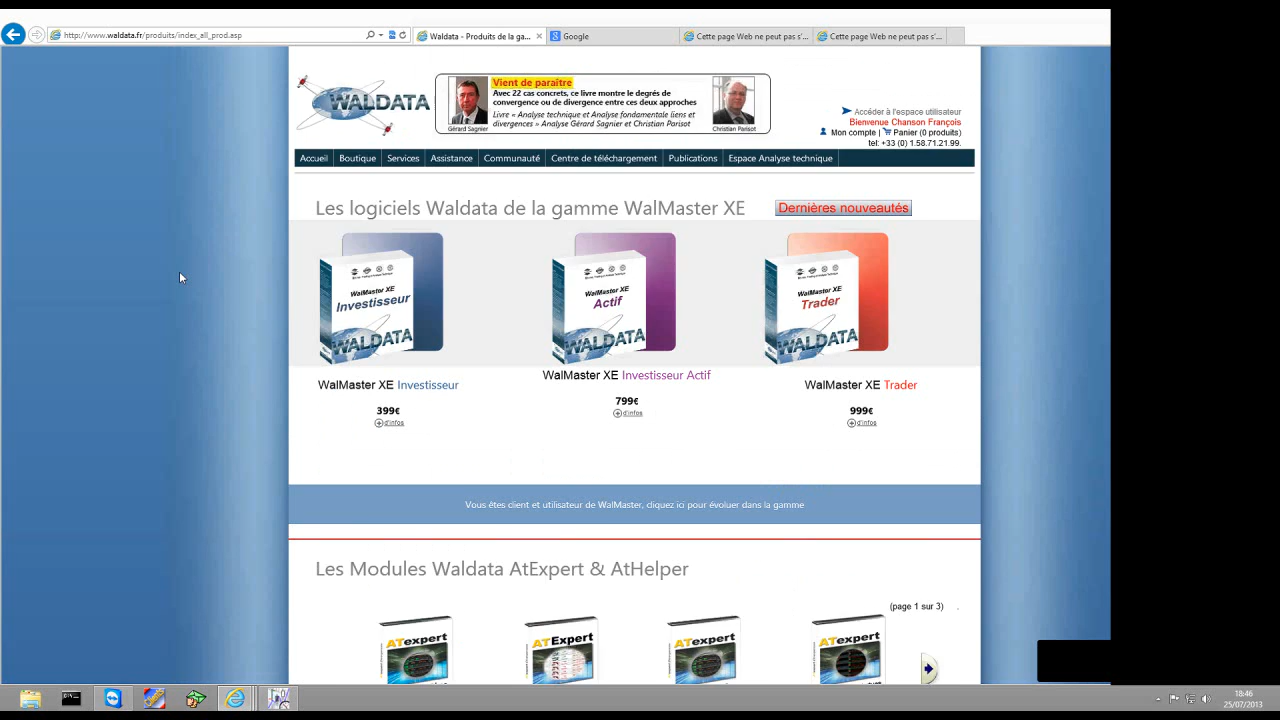 http://www.waldata.fr/produits/index_all_prod.asp
Waldata - Produits de la ga...
Google
Cette page Web ne peut pas s'...
Cette page Web ne peut pas s'...
WALDATA
Vient de paraitre
Avec 22 cas concrets, ce livre montre le degrés de
convergence ou de divergence entre ces deux approches
Livre « Analyse technique et Analyse fondamentale liens et
divergences » Analyse Gérard Sagnier et Christian Parisot
Gérard Sagnier
Christian Parisot
Accéder à l'espace utilisateur
Bienvenue Chanson François
Mon compte | Panier (0 produits)
tel: +33 (0) 1.58.71.21.99.
Accueil
Boutique
Services
Assistance
Communauté
Centre de téléchargement
Publications
Espace Analyse technique
Les logiciels Waldata de la gamme WalMaster XE
Dernières nouveautés
WalMaster XE
Investisseur
WALDATA
WalMaster XE
Actif
WALDATA
WalMaster XE
Trader
WALDATA
WalMaster XE Investisseur
399€
d'infos
WalMaster XE Investisseur Actif
799€
d'infos
WalMaster XE Trader
999€
d'infos
Vous êtes client et utilisateur de WalMaster, cliquez ici pour évoluer dans la gamme
Les Modules Waldata AtExpert & AtHelper
(page 1 sur 3)
ATexpert
ATExpert
ATexpert
ATexpert
18:46
25/07/2013